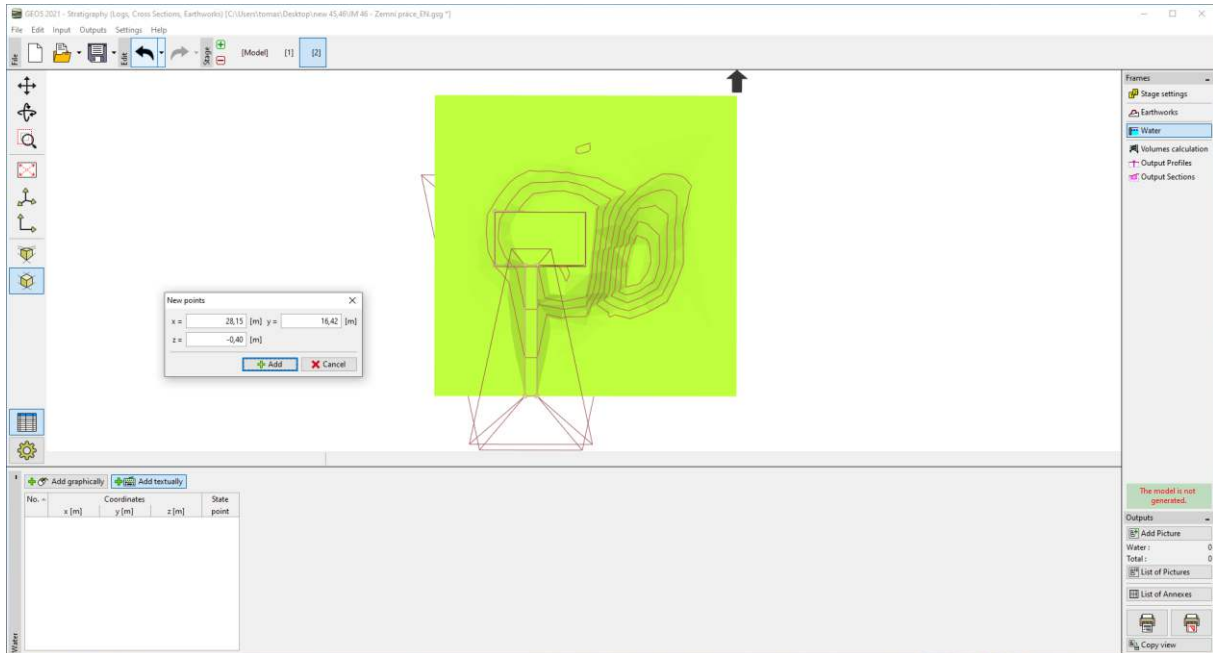 GEO5 2021 - Stratigraphy (Logs, Cross Sections, Earthworks) [C:\Users\tomas\Desktop\new 45,46\IM 46 - Zemni práce_EN.gsg *]
File Edit Input Outputs Settings Help
File
Edit
Stage
[Model] [1] [2]
Frames
Stage settings
Earthworks
Water
Volumes calculation
Output Profiles
Output Sections
New points
x = 28,15 [m] y = 16,42 [m]
z = -0,40 [m]
Add Cancel
Add graphically Add textually
No. Coordinates State
x [m] y [m] z [m] point
Water
The model is not
generated.
Outputs
Add Picture
Water : 0
Total : 0
List of Pictures
List of Annexes
Copy view